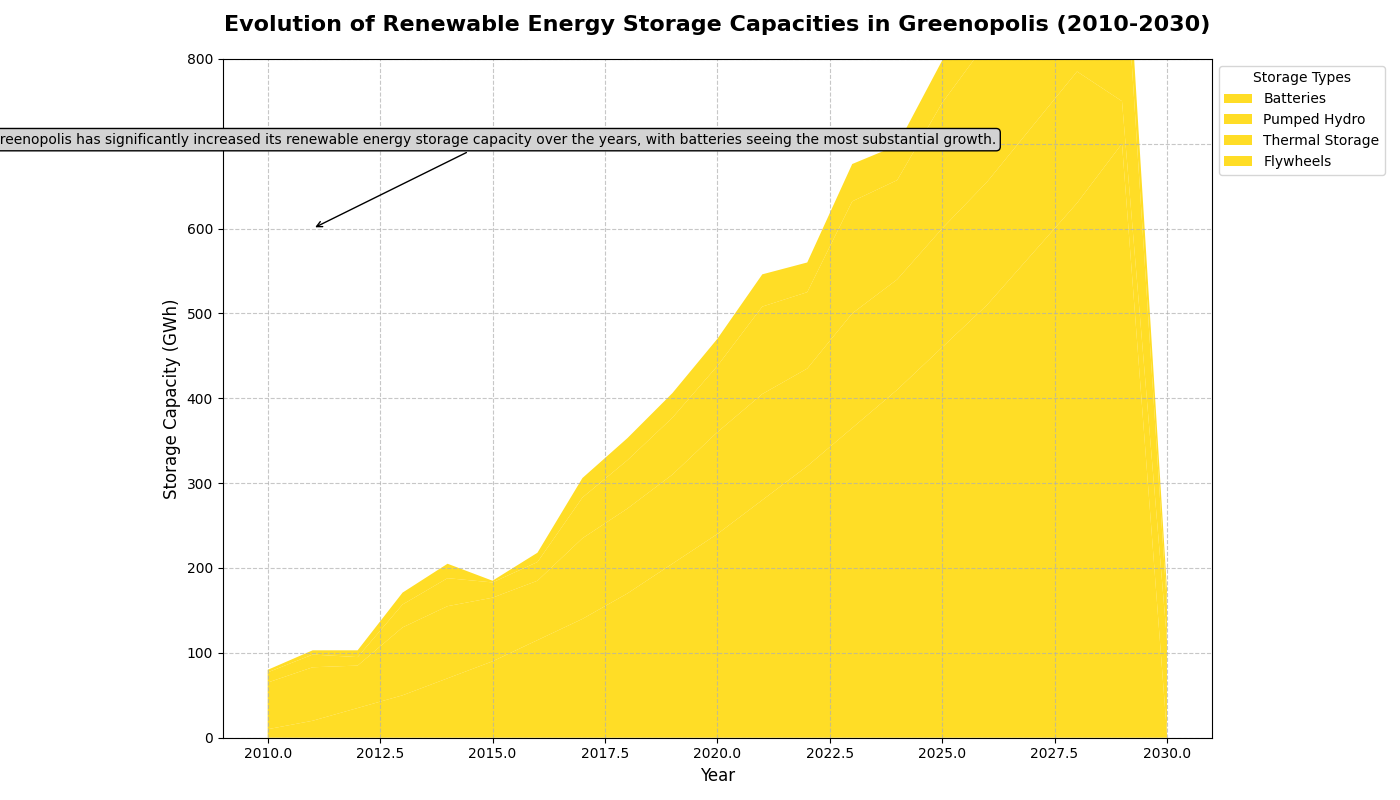 Evolution of Renewable Energy Storage Capacities in Greenopolis (2010-2030)
800
600
500
400
300
200
100
0
Storage Capacity (GWh)
has significantly increased its renewable energy storage capacity over the years, with batteries seeing the most substantial growth.
Storage Types
Batteries
Pumped Hydro
Thermal Storage
Flywheels
2010.0
2012.5
2015.0
2017.5
2020.0
2022.5
2025.0
2027.5
2030.0
Year